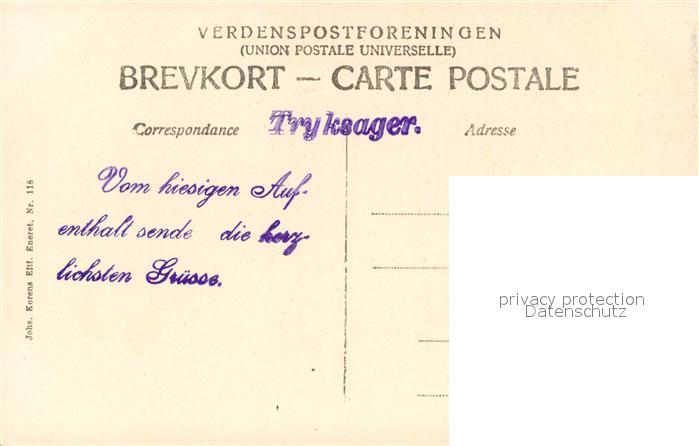 VERDENSPOSTFORENINGEN
(UNION POSTALE UNIVERSELLE)
BREVKORT — CARTE POSTALE
Correspondance
Tryksager.
Adresse
Vom hiesigen Auf-
enthalt sende die herz-
lichsten Grüsse.
Johs. Korens Eftf. Eneret, Nr. 118
privacy protection
Datenschutz